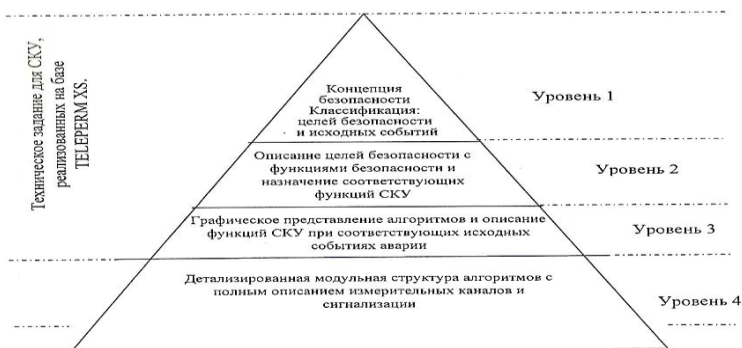 Техническое задание для СКУ,
реализованных на базе
TELEPERM XS.
Концепция
безопасности
Классификация:
целей безопасности
и исходных событий
Уровень 1
Описание целей безопасности с
функциями безопасности и
назначение соответствующих
функций СКУ
Уровень 2
Графическое представление алгоритмов и описание
функций СКУ при соответствующих исходных
событиях аварии
Уровень 3
Детализированная модульная структура алгоритмов с
полным описанием измерительных каналов и
сигнализации
Уровень 4